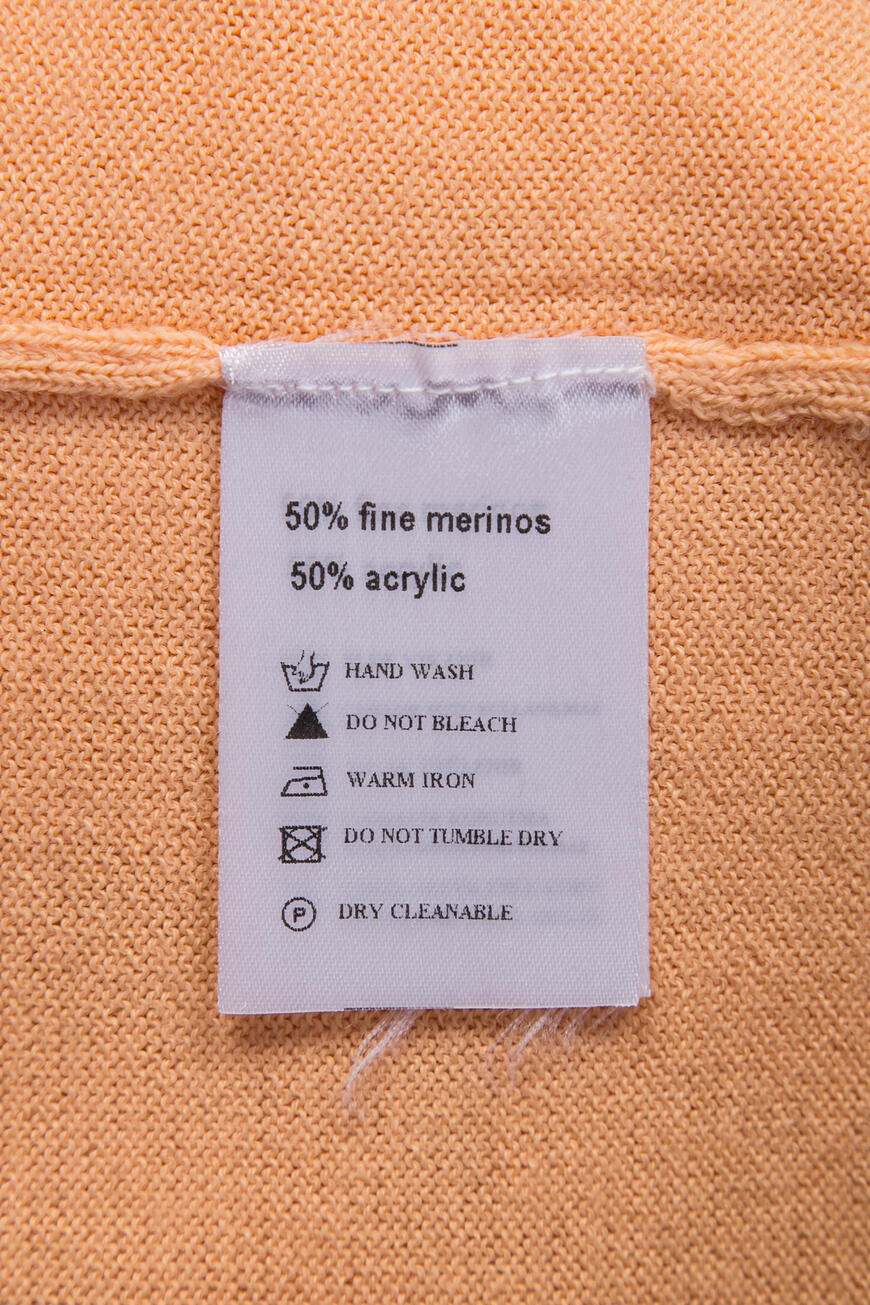 50% fine merinos
50% acrylic
HAND WASH
DO NOT BLEACH
WARM IRON
DO NOT TUMBLE DRY
P DRY CLEANABLE